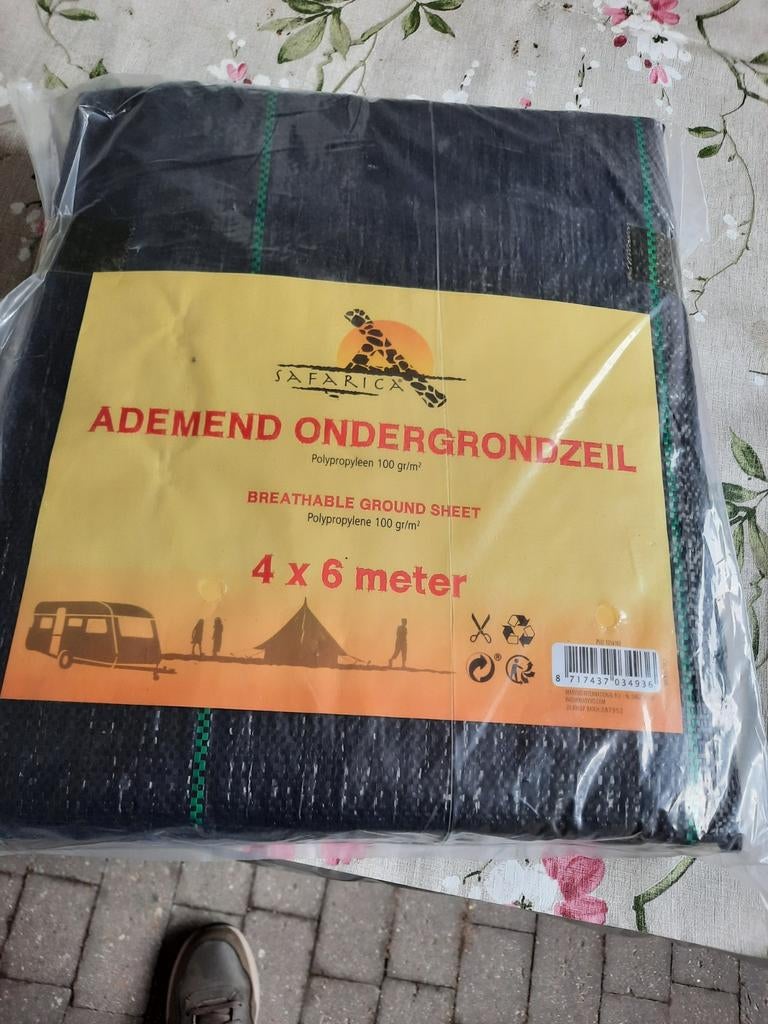 SAFARICA®
ADEMEND ONDERGRONDZEIL
Polypropyleen 100 gr/m²
BREATHABLE GROUND SHEET
Polypropylene 100 gr/m²
4 x 6 meter
8 717437 034936